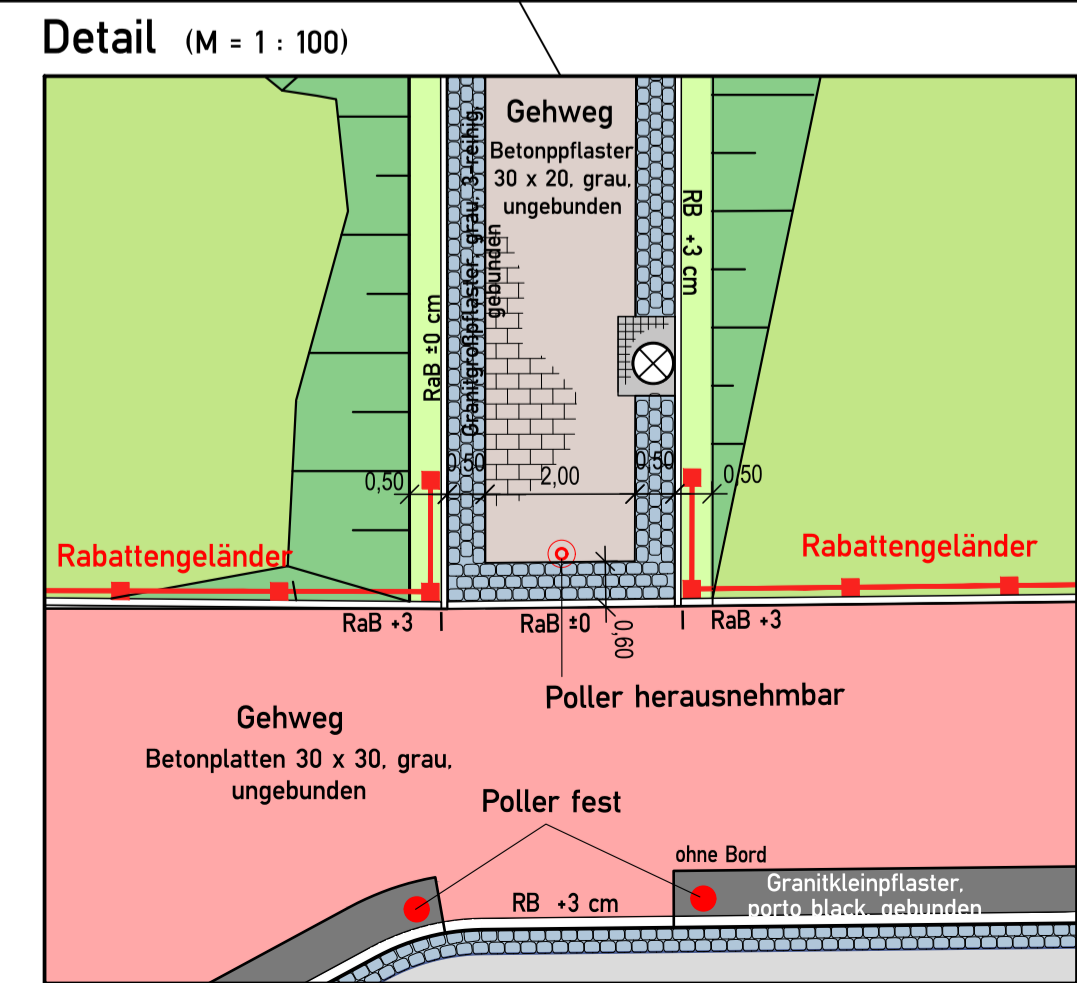 Detail (M = 1 : 100)
Gehweg
Betonppflaster
30 x 20, grau,
ungebunden
Granitgroßpflaster, grau, 3-reihig,
gebunden
RaB ±0 cm
RB +3 cm
0,50
0,50
2,00
0,50
0,50
Rabattengeländer
Rabattengeländer
RaB +3
RaB ±0
RaB +3
0,60
Poller herausnehmbar
Gehweg
Betonplatten 30 x 30, grau,
ungebunden
Poller fest
ohne Bord
Granitkleinpflaster,
porto black, gebunden
RB +3 cm